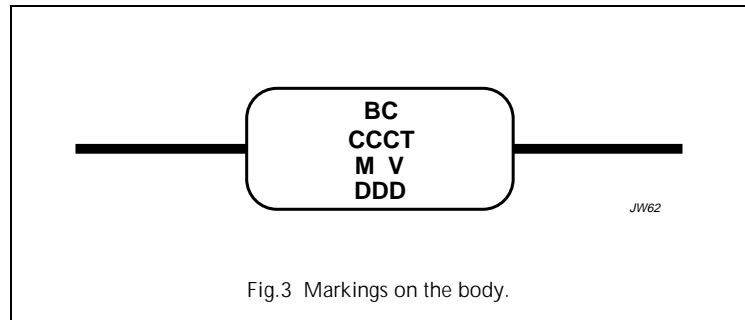 BC
CCCT
M V
DDD
JW62
Fig.3 Markings on the body.